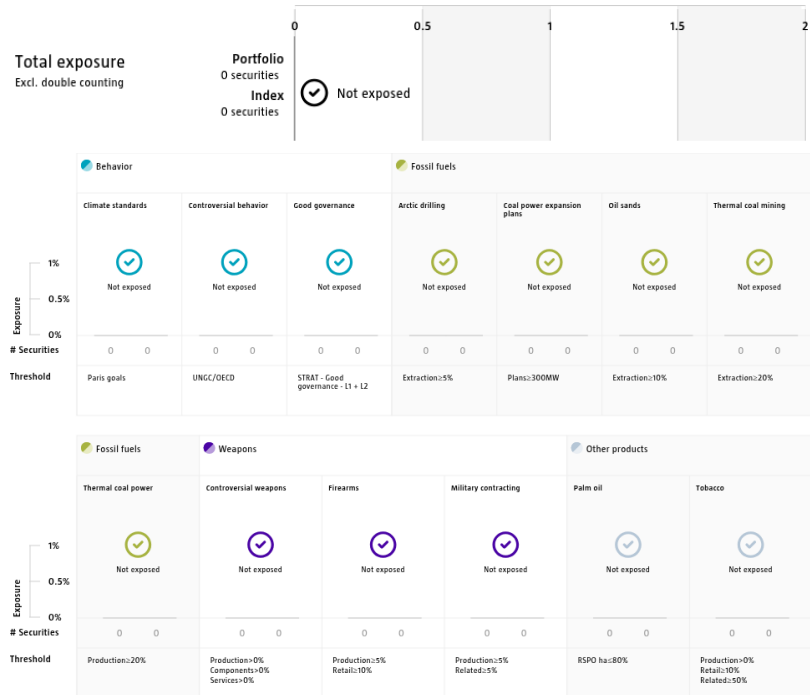 0 0.5 1 1.5 2
Total exposure
Excl. double counting
Portfolio
0 securities
Index
0 securities
Not exposed
Behavior Fossil fuels
Climate standards Controversial behavior Good governance Arctic drilling Coal power expansion plans Oil sands Thermal coal mining
Exposure
1%
0.5%
0%
Not exposed Not exposed Not exposed Not exposed Not exposed Not exposed Not exposed
# Securities 0 0 0 0 0 0 0 0 0 0 0 0 0 0
Threshold Paris goals UNGC/OECD STRAT - Good governance - L1 + L2 Extraction≥5% Plans≥300MW Extraction≥10% Extraction≥20%
Fossil fuels Weapons Other products
Thermal coal power Controversial weapons Firearms Military contracting Palm oil Tobacco
Exposure
1%
0.5%
0%
Not exposed Not exposed Not exposed Not exposed Not exposed Not exposed
# Securities 0 0 0 0 0 0 0 0 0 0 0 0
Threshold Production≥20% Production>0% Production≥5% Production≥5% RSPO ha≤80% Production>0%
Components>0% Retail≥10% Related≥5% Retail≥10%
Services>0% Related≥50%